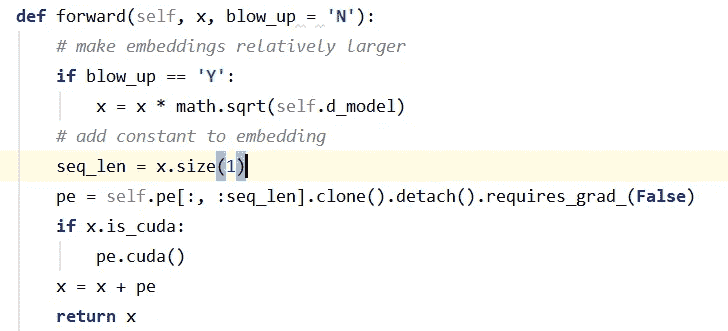 def forward(self, x, blow_up = 'N'):
    # make embeddings relatively larger
    if blow_up == 'Y':
        x = x * math.sqrt(self.d_model)
    # add constant to embedding
    seq_len = x.size(1)
    pe = self.pe[:, :seq_len].clone().detach().requires_grad_(False)
    if x.is_cuda:
        pe.cuda()
    x = x + pe
    return x